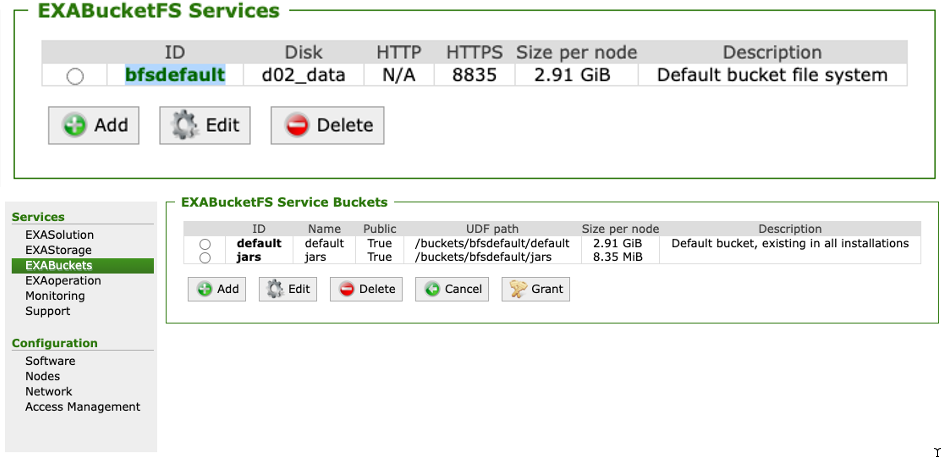 EXABucketFS Services
ID Disk HTTP HTTPS Size per node Description
bfsdefault d02_data N/A 8835 2.91 GiB Default bucket file system
Add Edit Delete
Services
EXASolution
EXAStorage
EXABuckets
EXAoperation
Monitoring
Support
Configuration
Software
Nodes
Network
Access Management
EXABucketFS Service Buckets
ID Name Public UDF path Size per node Description
default default True /buckets/bfsdefault/default 2.91 GiB Default bucket, existing in all installations
jars jars True /buckets/bfsdefault/jars 8.35 MiB
Add Edit Delete Cancel Grant